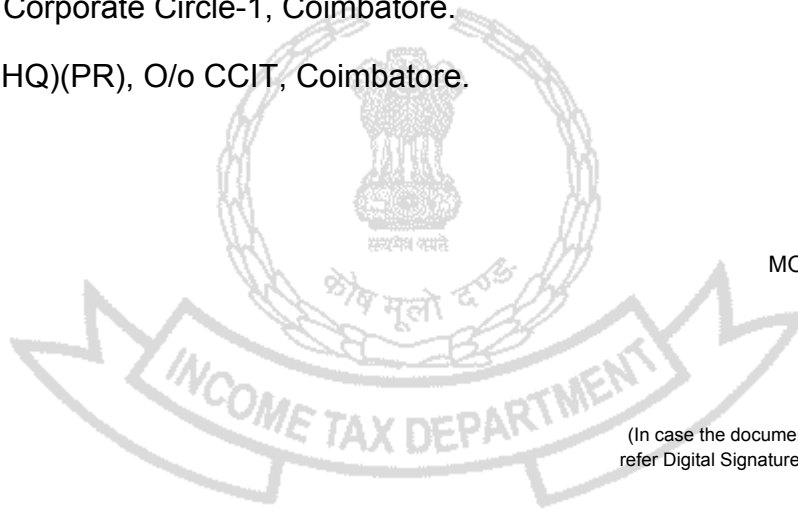 Corporate Circle-1, Coimbatore.
HQ)(PR), O/o CCIT, Coimbatore.
सत्यमेव जयते
कोष मूलो दण्डः
MC
INCOME TAX DEPARTMENT
(In case the docume
refer Digital Signature